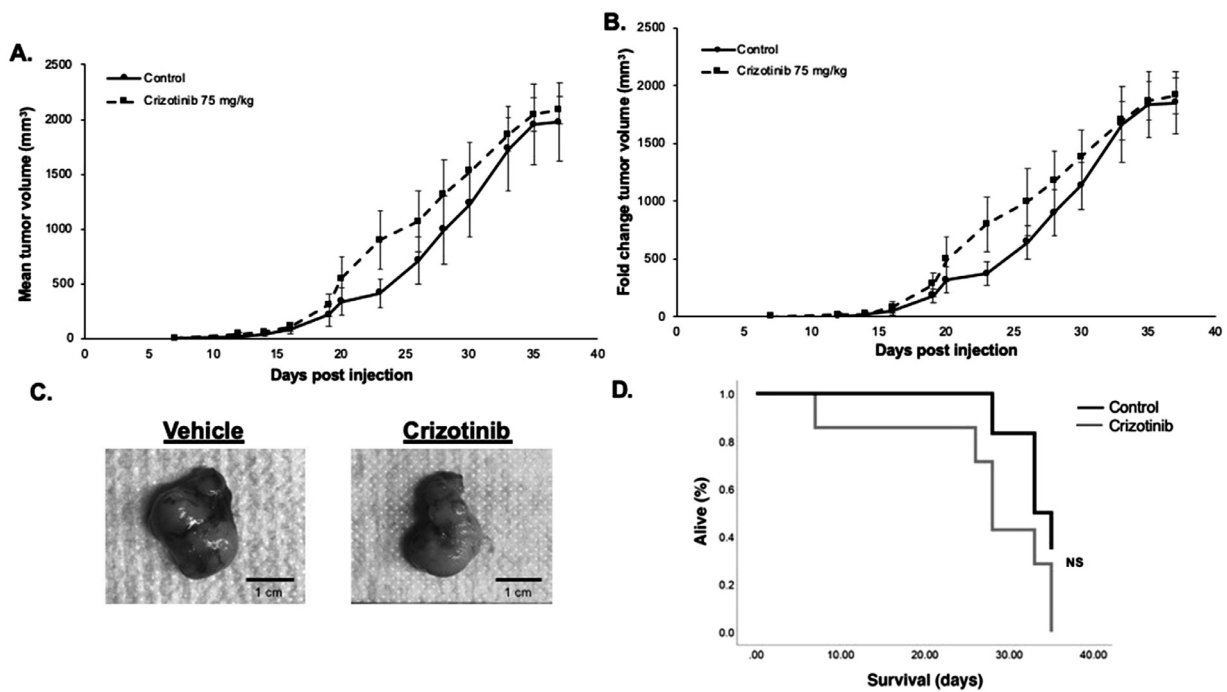 A.
Control
Crizotinib 75 mg/kg
Mean tumor volume (mm³)
2500
2000
1500
1000
500
0
0 5 10 15 20 25 30 35 40
Days post injection
B.
Control
Crizotinib 75 mg/kg
Fold change tumor volume (mm³)
2500
2000
1500
1000
500
0
0 5 10 15 20 25 30 35 40
Days post injection
C.
Vehicle
1 cm
Crizotinib
1 cm
D.
Control
Crizotinib
Alive (%)
1.0
0.8
0.6
0.4
0.2
0.0
NS
.00 10.00 20.00 30.00 40.00
Survival (days)